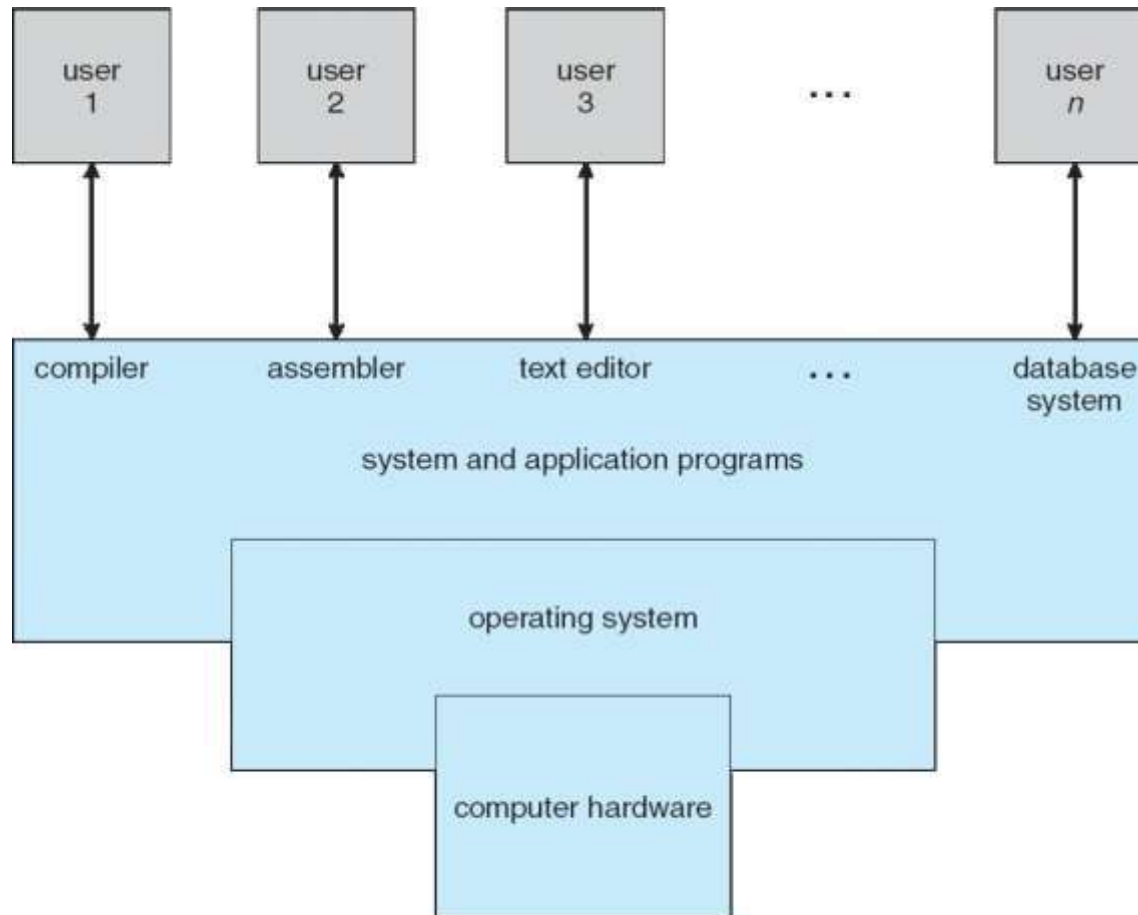 user
1
user
2
user
3
...
user
n
compiler
assembler
text editor
...
database
system
system and application programs
operating system
computer hardware